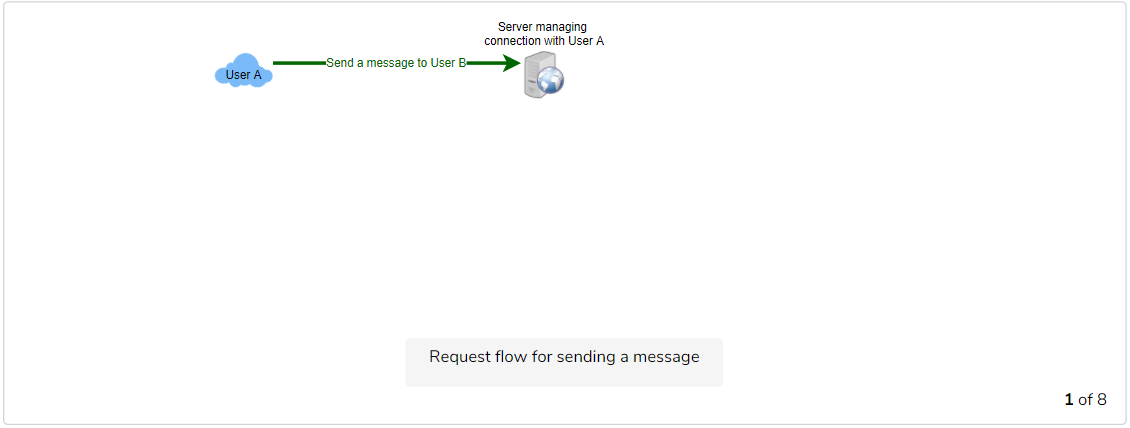 Server managing
connection with User A
User A
Send a message to User B
Request flow for sending a message
1 of 8